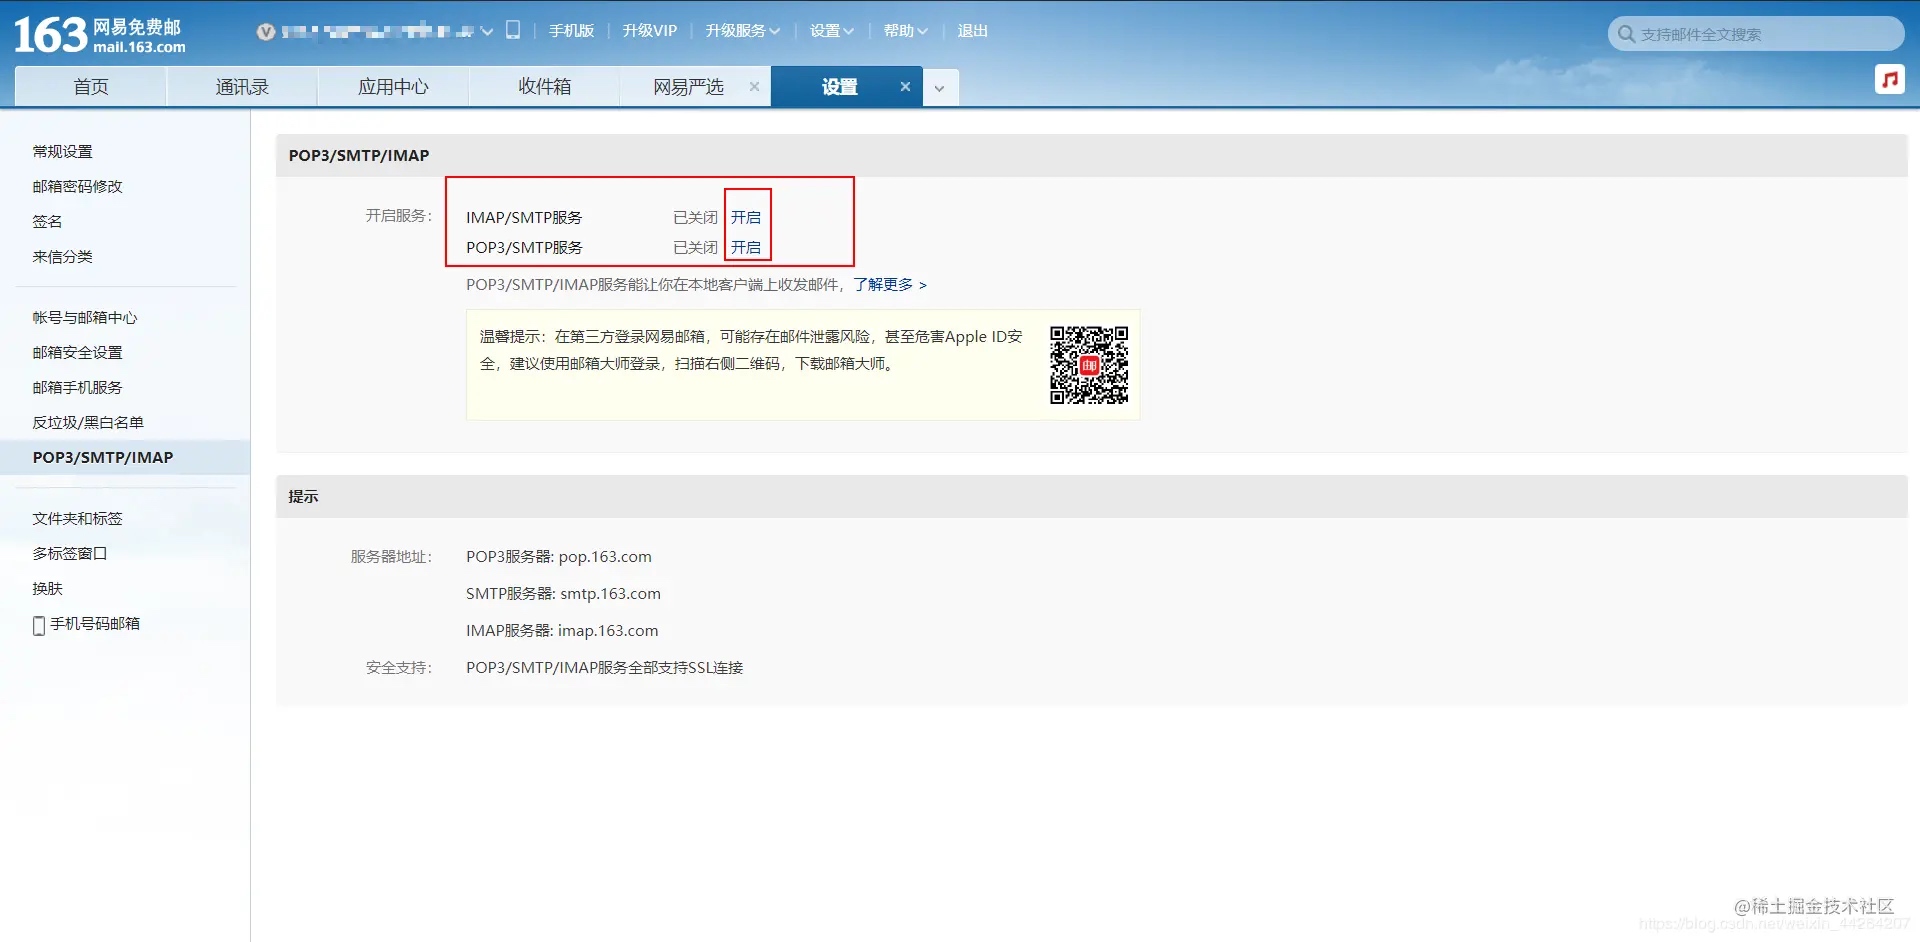 163 网易免费邮
mail.163.com
手机版 升级VIP 升级服务 设置 帮助 退出
支持邮件全文搜索
首页 通讯录 应用中心 收件箱 网易严选 设置
常规设置
邮箱密码修改
签名
来信分类
帐号与邮箱中心
邮箱安全设置
邮箱手机服务
反垃圾/黑白名单
POP3/SMTP/IMAP
文件夹和标签
多标签窗口
换肤
手机号码邮箱
POP3/SMTP/IMAP
开启服务: IMAP/SMTP服务 已关闭 开启
POP3/SMTP服务 已关闭 开启
POP3/SMTP/IMAP服务能让你在本地客户端上收发邮件，了解更多 >
温馨提示：在第三方登录网易邮箱，可能存在邮件泄露风险，甚至危害Apple ID安
全，建议使用邮箱大师登录，扫描右侧二维码，下载邮箱大师。
邮
提示
服务器地址: POP3服务器: pop.163.com
SMTP服务器: smtp.163.com
IMAP服务器: imap.163.com
安全支持: POP3/SMTP/IMAP服务全部支持SSL连接
@稀土掘金技术社区
https://blog.csdn.net/weixin_44284207